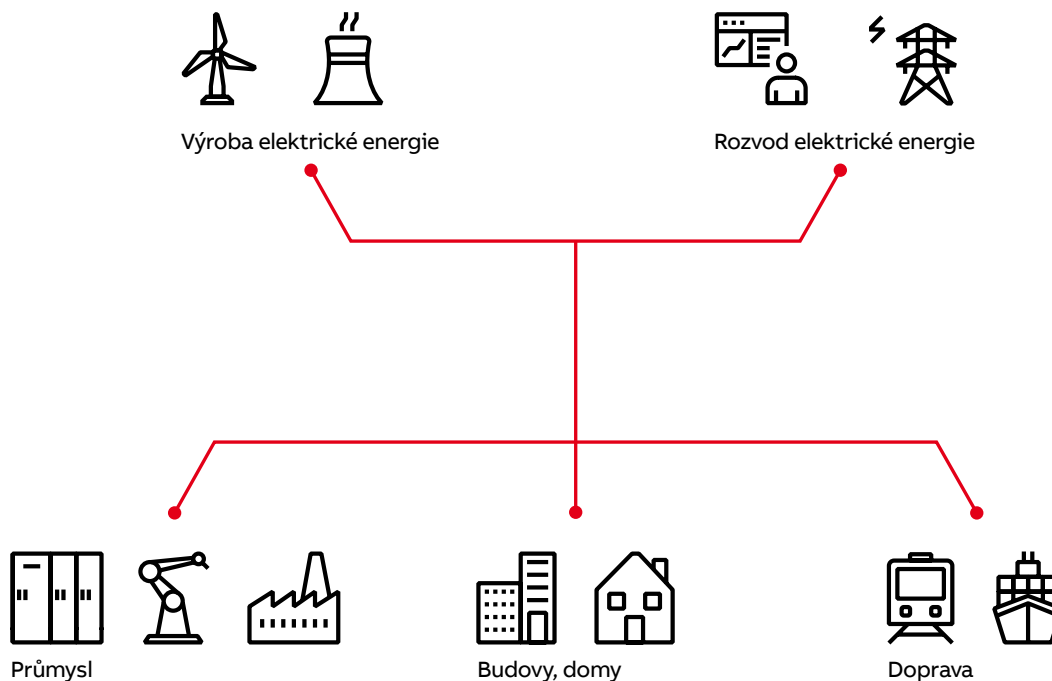 Výroba elektrické energie
Rozvod elektrické energie
Průmysl
Budovy, domy
Doprava